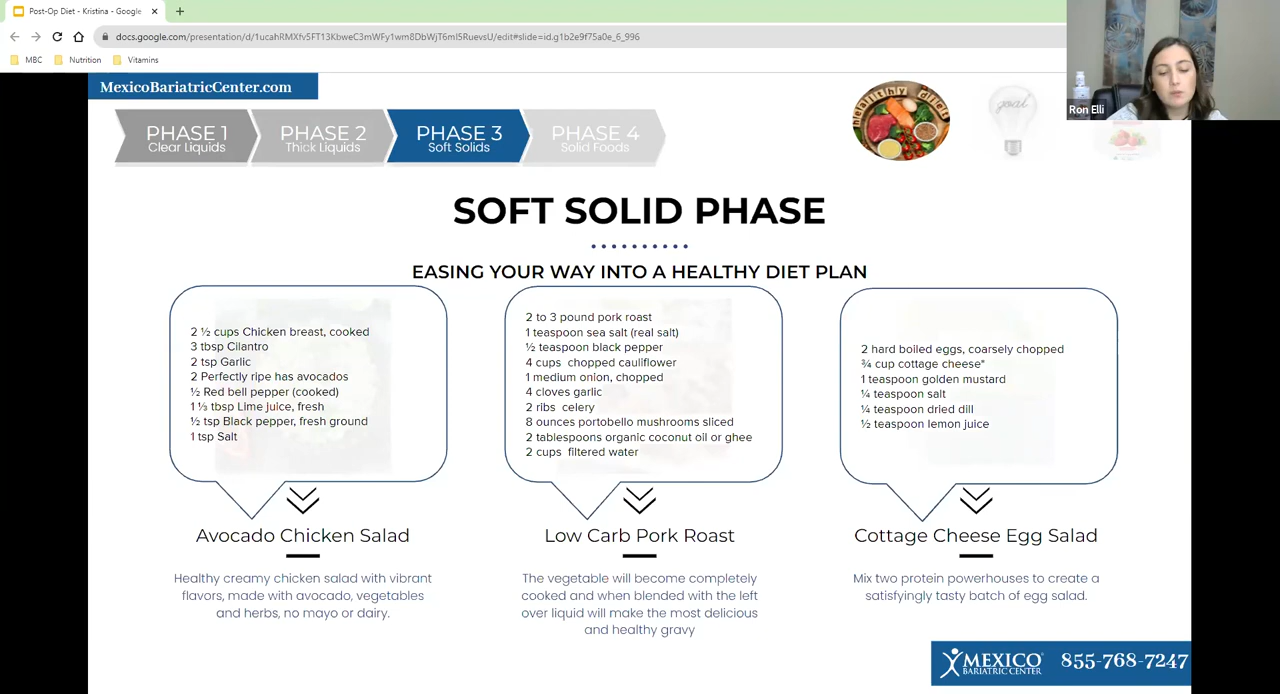 Post-Op Diet - Kristina - Google
docs.google.com/presentation/d/1ucahRMXfv5FT13KbweC3mWFy1wm8DbWjT6mI5RuevsU/edit#slide=id.g1b2e9f75a0e_6_996
MBC
Nutrition
Vitamins
MexicoBariatricCenter.com
PHASE 1
Clear Liquids
PHASE 2
Thick Liquids
PHASE 3
Soft Solids
PHASE 4
Solid Foods
healthy diet
goal
Ron Elli
SOFT SOLID PHASE
EASING YOUR WAY INTO A HEALTHY DIET PLAN
2 ½ cups Chicken breast, cooked
3 tbsp Cilantro
2 tsp Garlic
2 Perfectly ripe has avocados
½ Red bell pepper (cooked)
1 ⅓ tbsp Lime juice, fresh
½ tsp Black pepper, fresh ground
1 tsp Salt
2 to 3 pound pork roast
1 teaspoon sea salt (real salt)
½ teaspoon black pepper
4 cups chopped cauliflower
1 medium onion, chopped
4 cloves garlic
2 ribs celery
8 ounces portobello mushrooms sliced
2 tablespoons organic coconut oil or ghee
2 cups filtered water
2 hard boiled eggs, coarsely chopped
¾ cup cottage cheese*
1 teaspoon golden mustard
¼ teaspoon salt
¼ teaspoon dried dill
½ teaspoon lemon juice
Avocado Chicken Salad
Low Carb Pork Roast
Cottage Cheese Egg Salad
Healthy creamy chicken salad with vibrant
flavors, made with avocado, vegetables
and herbs, no mayo or dairy.
The vegetable will become completely
cooked and when blended with the left
over liquid will make the most delicious
and healthy gravy
Mix two protein powerhouses to create a
satisfyingly tasty batch of egg salad.
MEXICO
BARIATRIC CENTER
855-768-7247